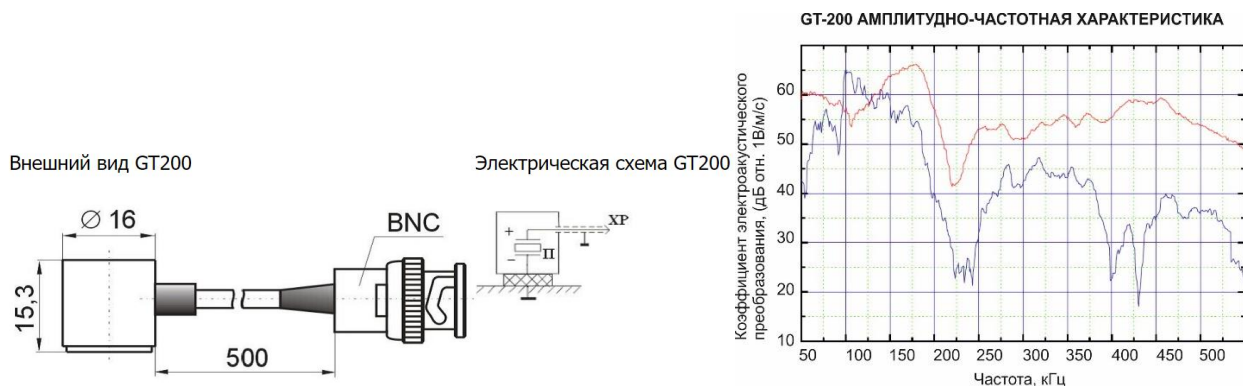 GT-200 АМПЛИТУДНО-ЧАСТОТНАЯ ХАРАКТЕРИСТИКА
Внешний вид GT200
Электрическая схема GT200
Ø 16
15,3
500
BNC
+
−
П
ХР
Коэффициент электроакустического
преобразования, (дБ отн. 1В/м/с)
60
50
40
30
20
10
50 100 150 200 250 300 350 400 450 500
Частота, кГц